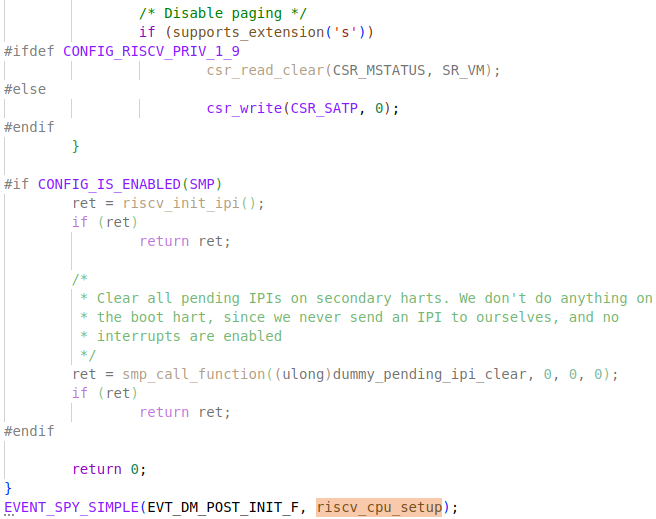 /* Disable paging */
if (supports_extension('s'))
#ifdef CONFIG_RISCV_PRIV_1_9
csr_read_clear(CSR_MSTATUS, SR_VM);
#else
csr_write(CSR_SATP, 0);
#endif
}
#if CONFIG_IS_ENABLED(SMP)
ret = riscv_init_ipi();
if (ret)
return ret;
/*
* Clear all pending IPIs on secondary harts. We don't do anything on
* the boot hart, since we never send an IPI to ourselves, and no
* interrupts are enabled
*/
ret = smp_call_function((ulong)dummy_pending_ipi_clear, 0, 0, 0);
if (ret)
return ret;
#endif
return 0;
}
EVENT_SPY_SIMPLE(EVT_DM_POST_INIT_F, riscv_cpu_setup);